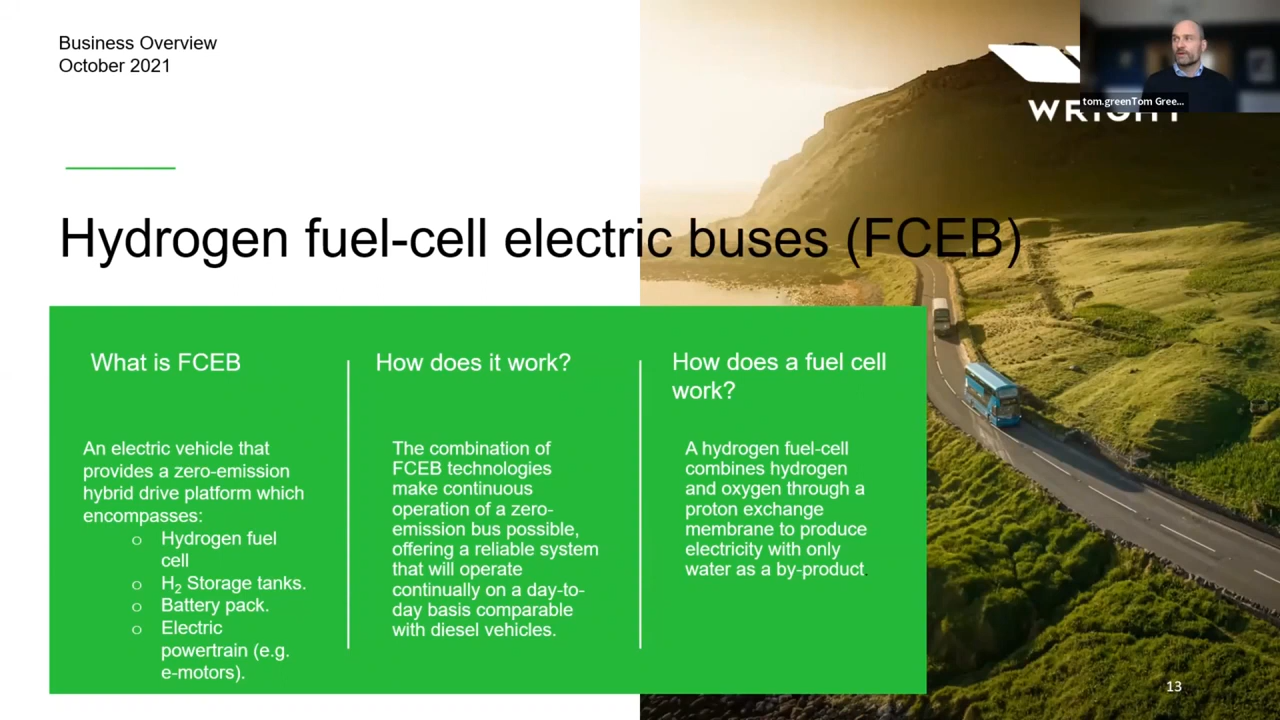 Business Overview
October 2021
tom.greenTom Gree...
WRIGHT
Hydrogen fuel-cell electric buses (FCEB)
What is FCEB
An electric vehicle that
provides a zero-emission
hybrid drive platform which
encompasses:
o Hydrogen fuel
cell
o H₂ Storage tanks.
o Battery pack.
o Electric
powertrain (e.g.
e-motors).
How does it work?
The combination of
FCEB technologies
make continuous
operation of a zero-
emission bus possible,
offering a reliable system
that will operate
continually on a day-to-
day basis comparable
with diesel vehicles.
How does a fuel cell
work?
A hydrogen fuel-cell
combines hydrogen
and oxygen through a
proton exchange
membrane to produce
electricity with only
water as a by-product.
13